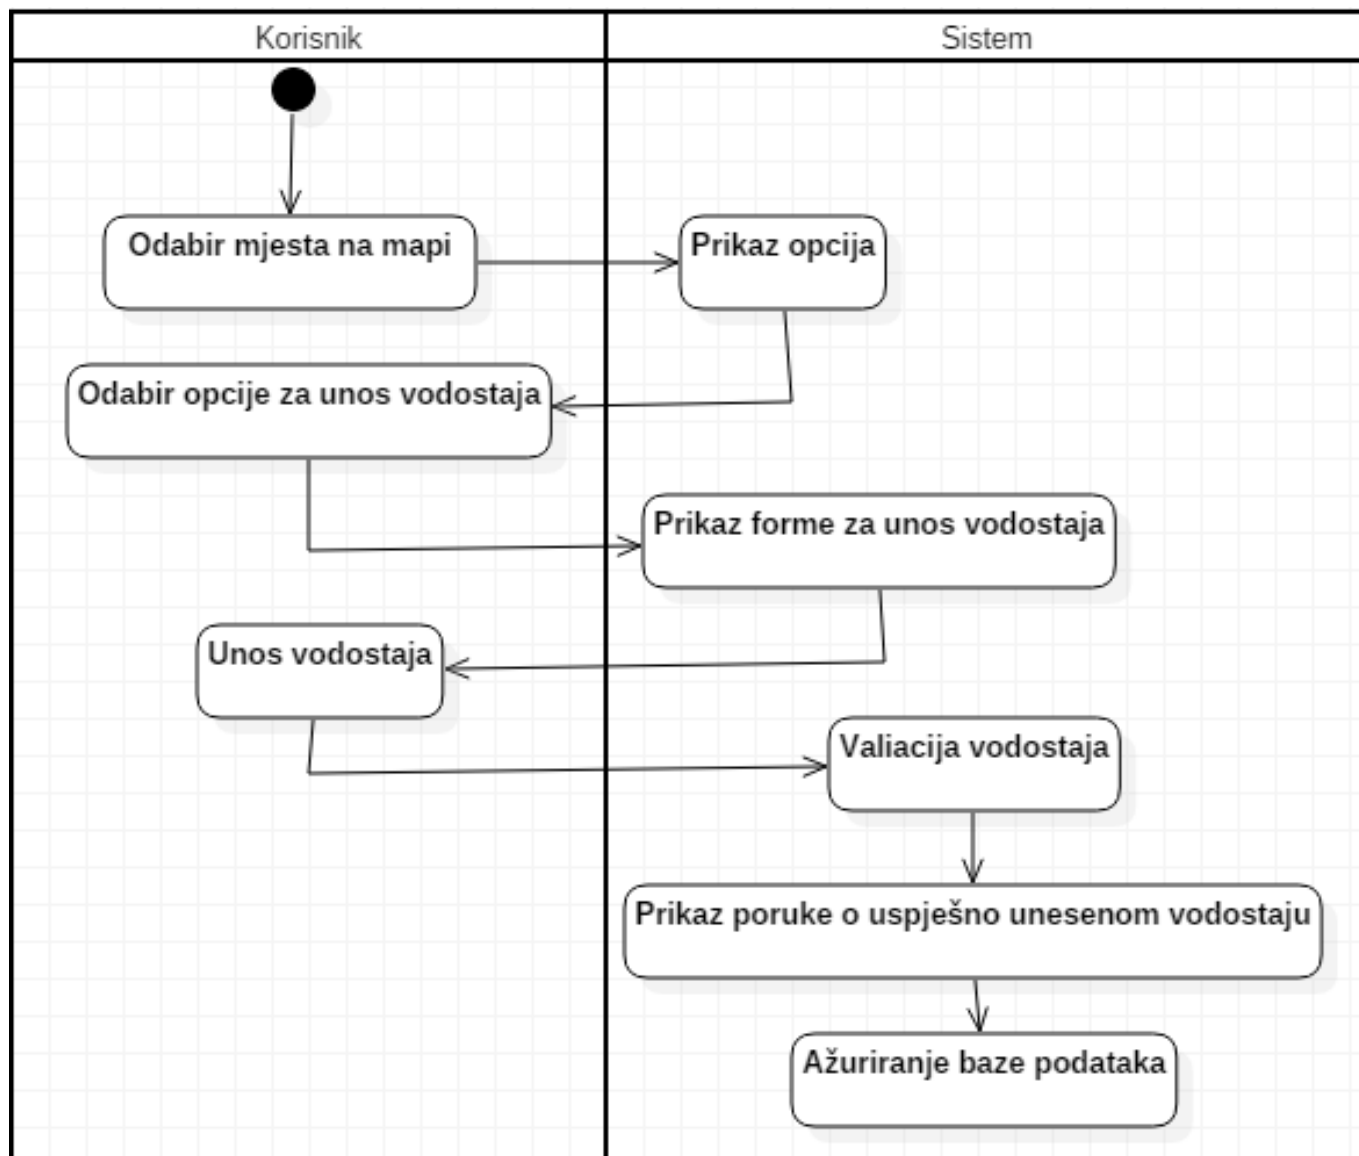 Korisnik
Sistem
Odabir mjesta na mapi
Prikaz opcija
Odabir opcije za unos vodostaja
Prikaz forme za unos vodostaja
Unos vodostaja
Valiacija vodostaja
Prikaz poruke o uspješno unesenom vodostaju
Ažuriranje baze podataka